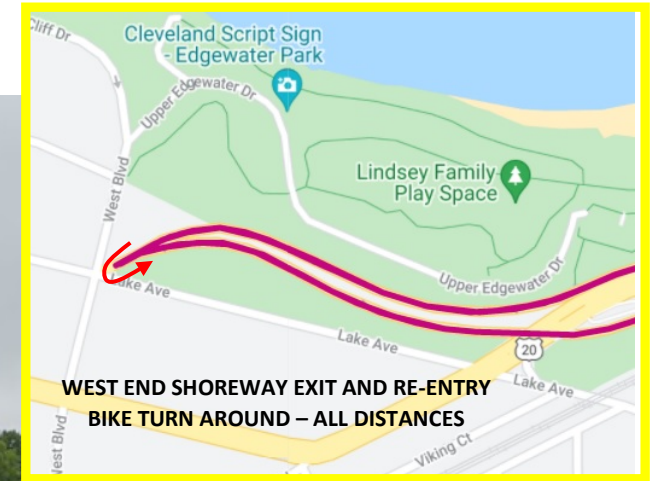 Cliff Dr
Cleveland Script Sign
- Edgewater Park
Upper Edgewater Dr
West Blvd
Lindsey Family
Play Space
Upper Edgewater Dr
Lake Ave
Lake Ave
20
Lake Ave
WEST END SHOREWAY EXIT AND RE-ENTRY
BIKE TURN AROUND – ALL DISTANCES
West Blvd
Viking Ct